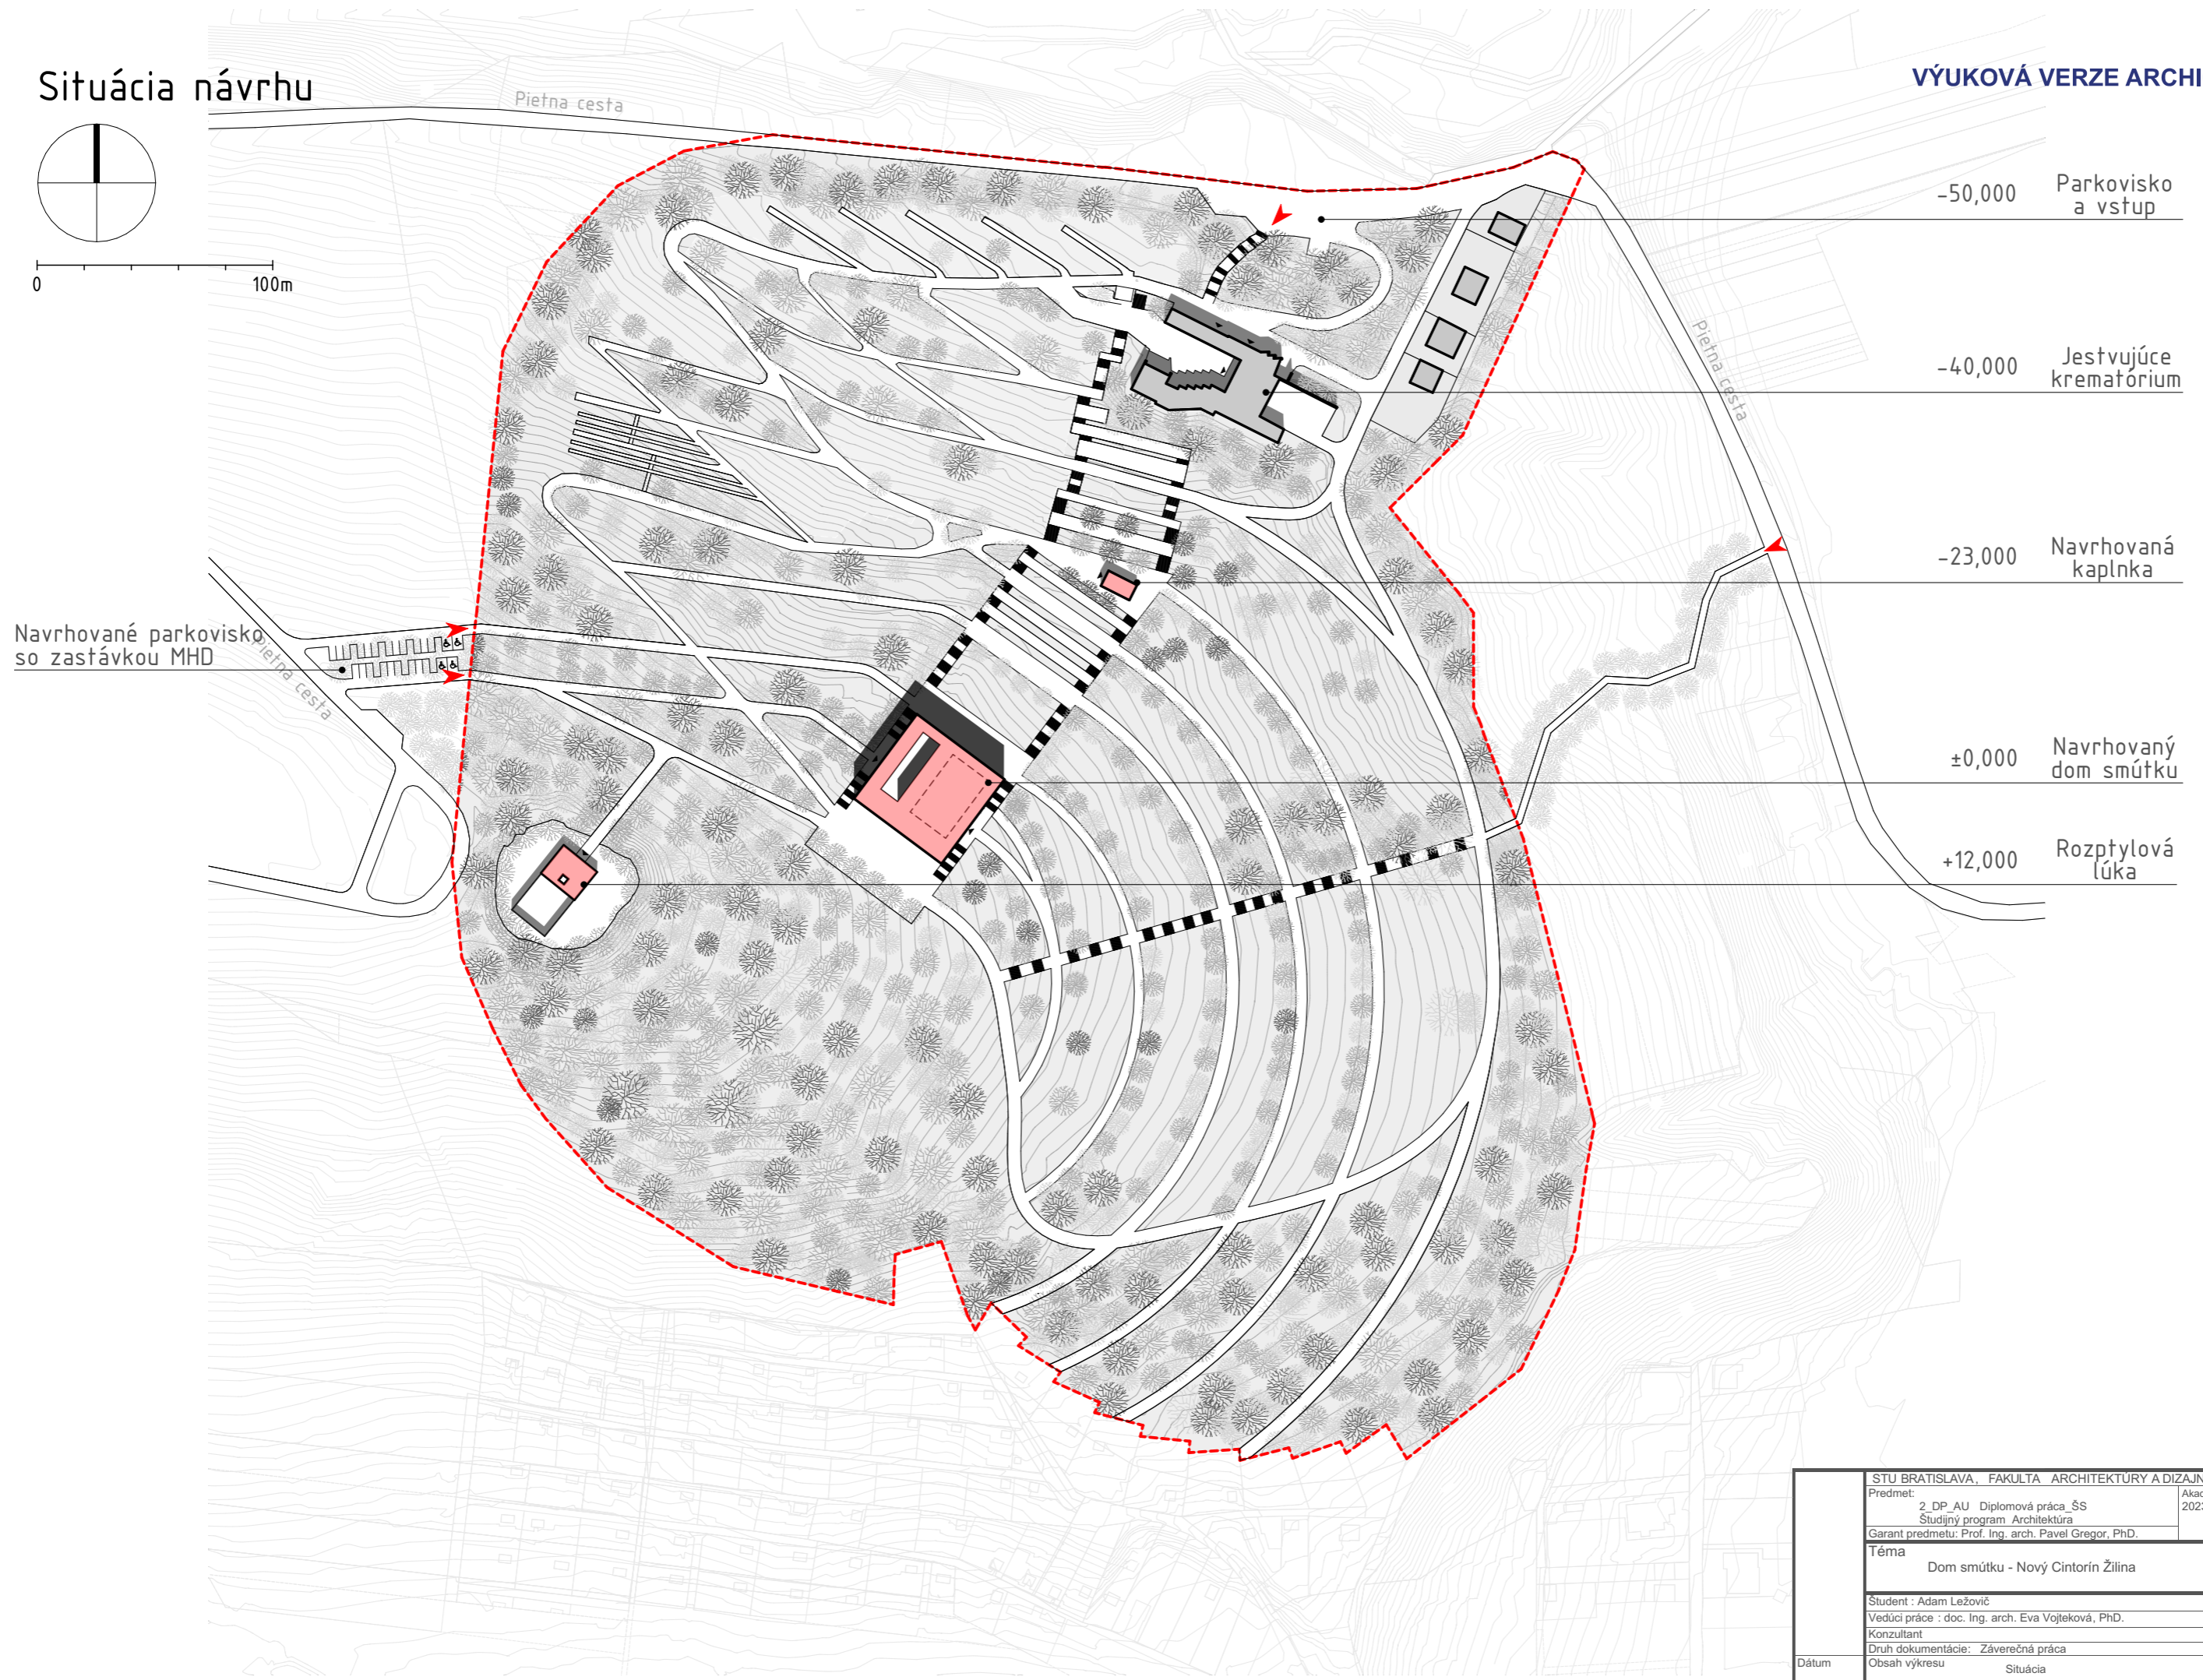 Situácia návrhu
VÝUKOVÁ VERZE ARCHI
Pietna cesta
0
100m
-50,000
Parkovisko
a vstup
Pietna cesta
-40,000
Jestvujúce
krematórium
-23,000
Navrhovaná
kaplnka
Navrhované parkovisko
so zastávkou MHD
Pietna cesta
±0,000
Navrhovaný
dom smútku
+12,000
Rozptylová
lúka
STU BRATISLAVA, FAKULTA ARCHITEKTÚRY A DIZAJN
Predmet:
2_DP_AU Diplomová práca_ŠS
Študijný program Architektúra
Akad
2023
Garant predmetu: Prof. Ing. arch. Pavel Gregor, PhD.
Téma
Dom smútku - Nový Cintorín Žilina
Študent : Adam Ležovič
Vedúci práce : doc. Ing. arch. Eva Vojteková, PhD.
Konzultant
Druh dokumentácie: Záverečná práca
Dátum
Obsah výkresu
Situácia